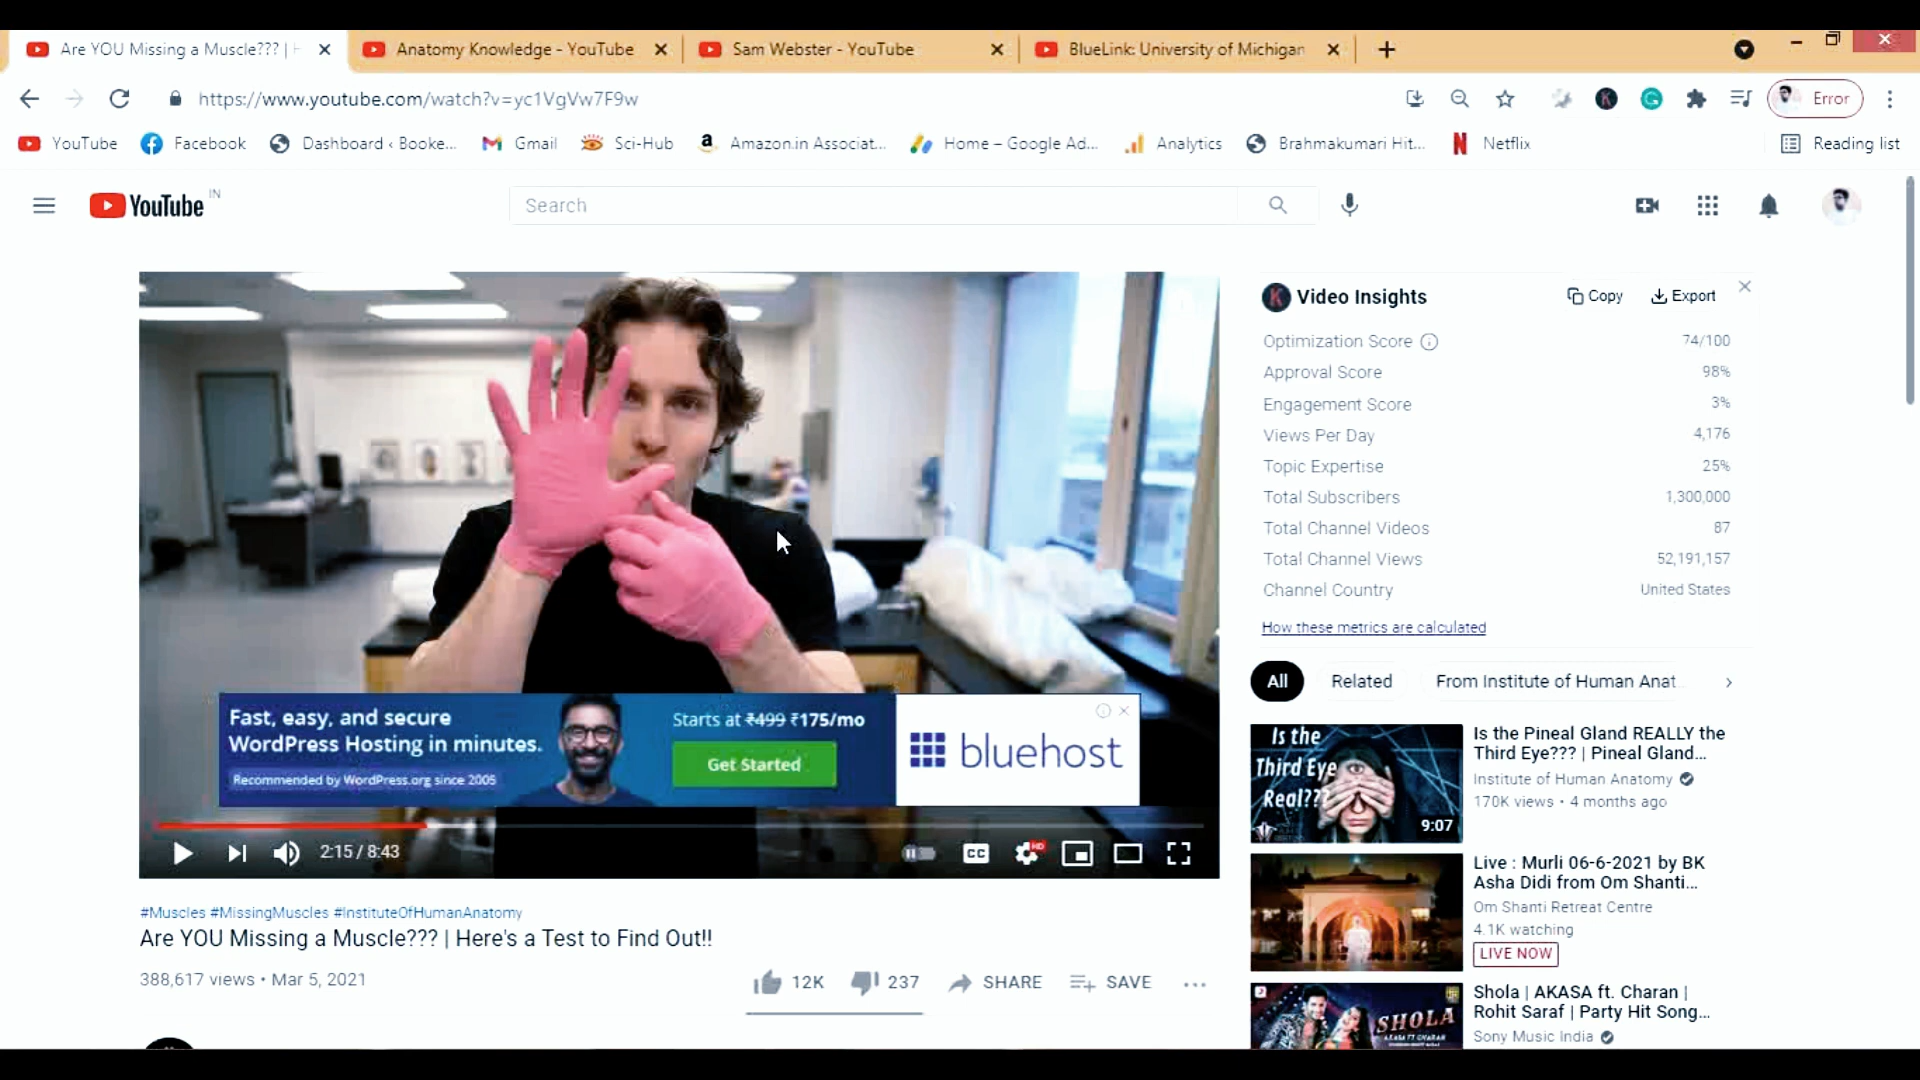 Are YOU Missing a Muscle??? |
Anatomy Knowledge - YouTube
Sam Webster - YouTube
BlueLink: University of Michigan
https://www.youtube.com/watch?v=yc1VgVw7F9w
Error
YouTube
Facebook
Dashboard ‹ Booke...
Gmail
Sci-Hub
Amazon.in Associat...
Home – Google Ad...
Analytics
Brahmakumari Hit...
Netflix
Reading list
YouTube IN
Search
Video Insights
Copy
Export
Optimization Score 74/100
Approval Score 98%
Engagement Score 3%
Views Per Day 4,176
Topic Expertise 25%
Total Subscribers 1,300,000
Total Channel Videos 87
Total Channel Views 52,191,157
Channel Country United States
How these metrics are calculated
All
Related
From Institute of Human Anat
Fast, easy, and secure
WordPress Hosting in minutes.
Recommended by WordPress.org since 2005
Starts at ₹499 ₹175/mo
Get Started
bluehost
2:15 / 8:43
CC
HD
#Muscles #MissingMuscles #InstituteOfHumanAnatomy
Are YOU Missing a Muscle??? | Here's a Test to Find Out!!
388,617 views • Mar 5, 2021
12K
237
SHARE
SAVE
Is the
Third Eye
Real???
9:07
Is the Pineal Gland REALLY the
Third Eye??? | Pineal Gland...
Institute of Human Anatomy
170K views • 4 months ago
Live : Murli 06-6-2021 by BK
Asha Didi from Om Shanti...
Om Shanti Retreat Centre
4.1K watching
LIVE NOW
SHOLA
AKASA FT CHARAN
Shola | AKASA ft. Charan |
Rohit Saraf | Party Hit Song...
Sony Music India